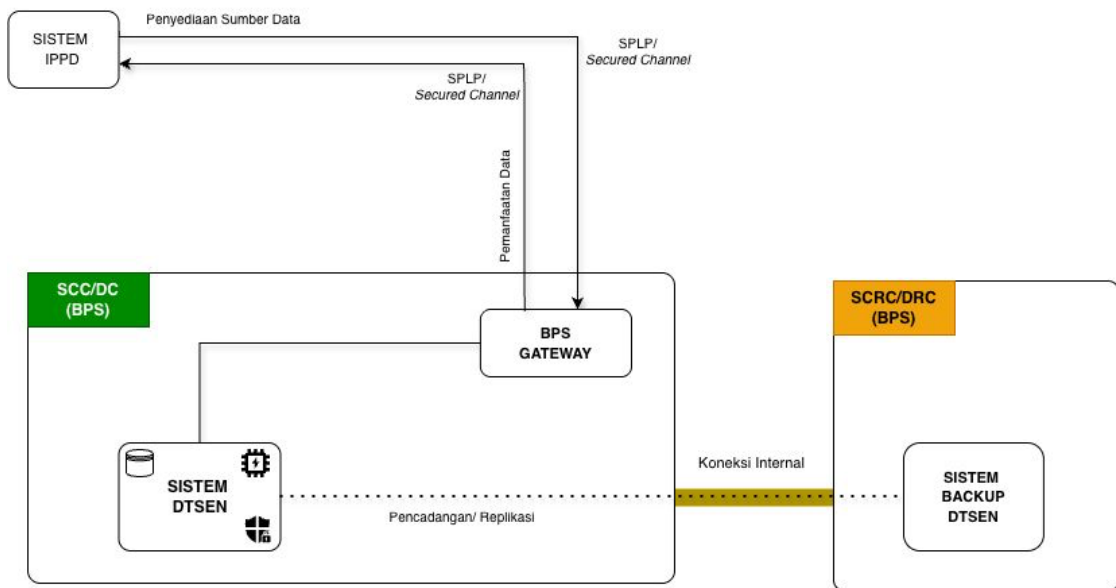 Penyediaan Sumber Data
SISTEM
IPPD
SPLP/
Secured Channel
SPLP/
Secured Channel
Pemanfaatan Data
SCC/DC
(BPS)
SCRC/DRC
(BPS)
BPS
GATEWAY
Koneksi Internal
SISTEM
DTSEN
SISTEM
BACKUP
DTSEN
Pencadangan/ Replikasi